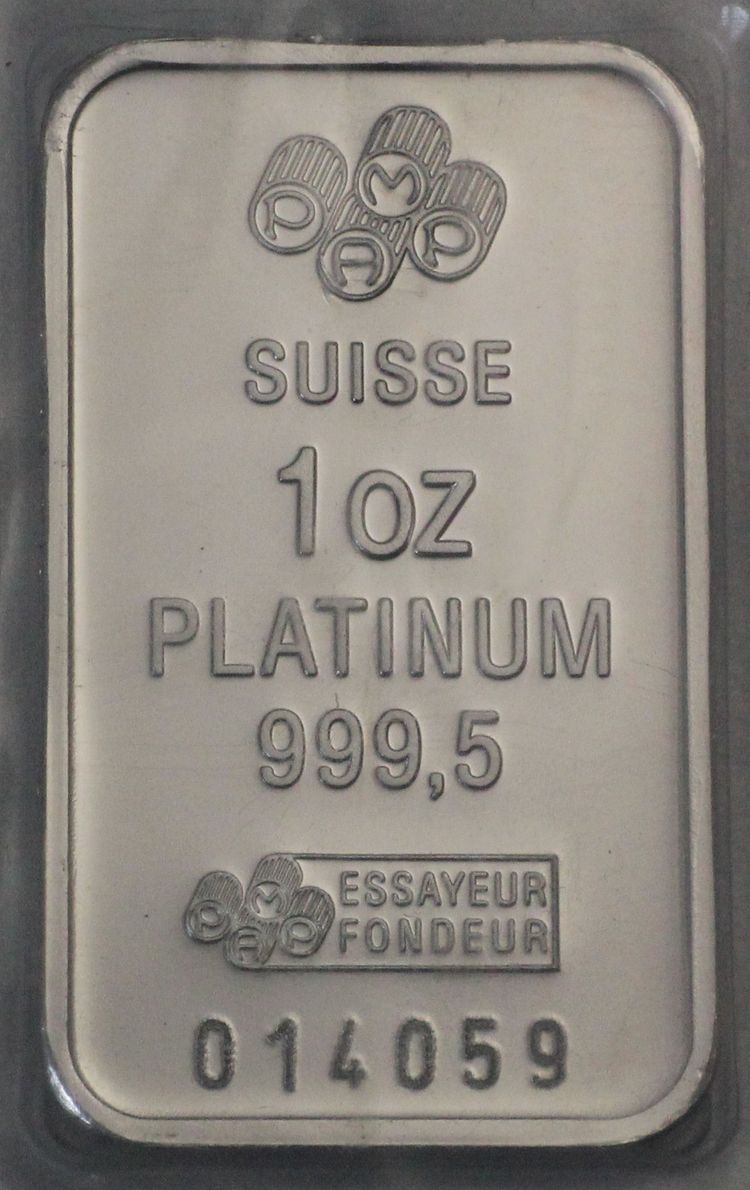 PAMP
SUISSE
1 OZ
PLATINUM
999,5
PAMP
ESSAYEUR
FONDEUR
014059